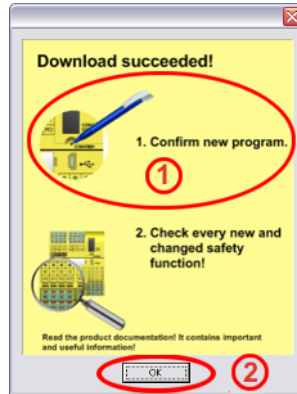 Download succeeded!
CONFIRM
1. Confirm new program.
1
2. Check every new and
changed safety
function!
Read the product documentation! It contains important
and useful information!
OK
2